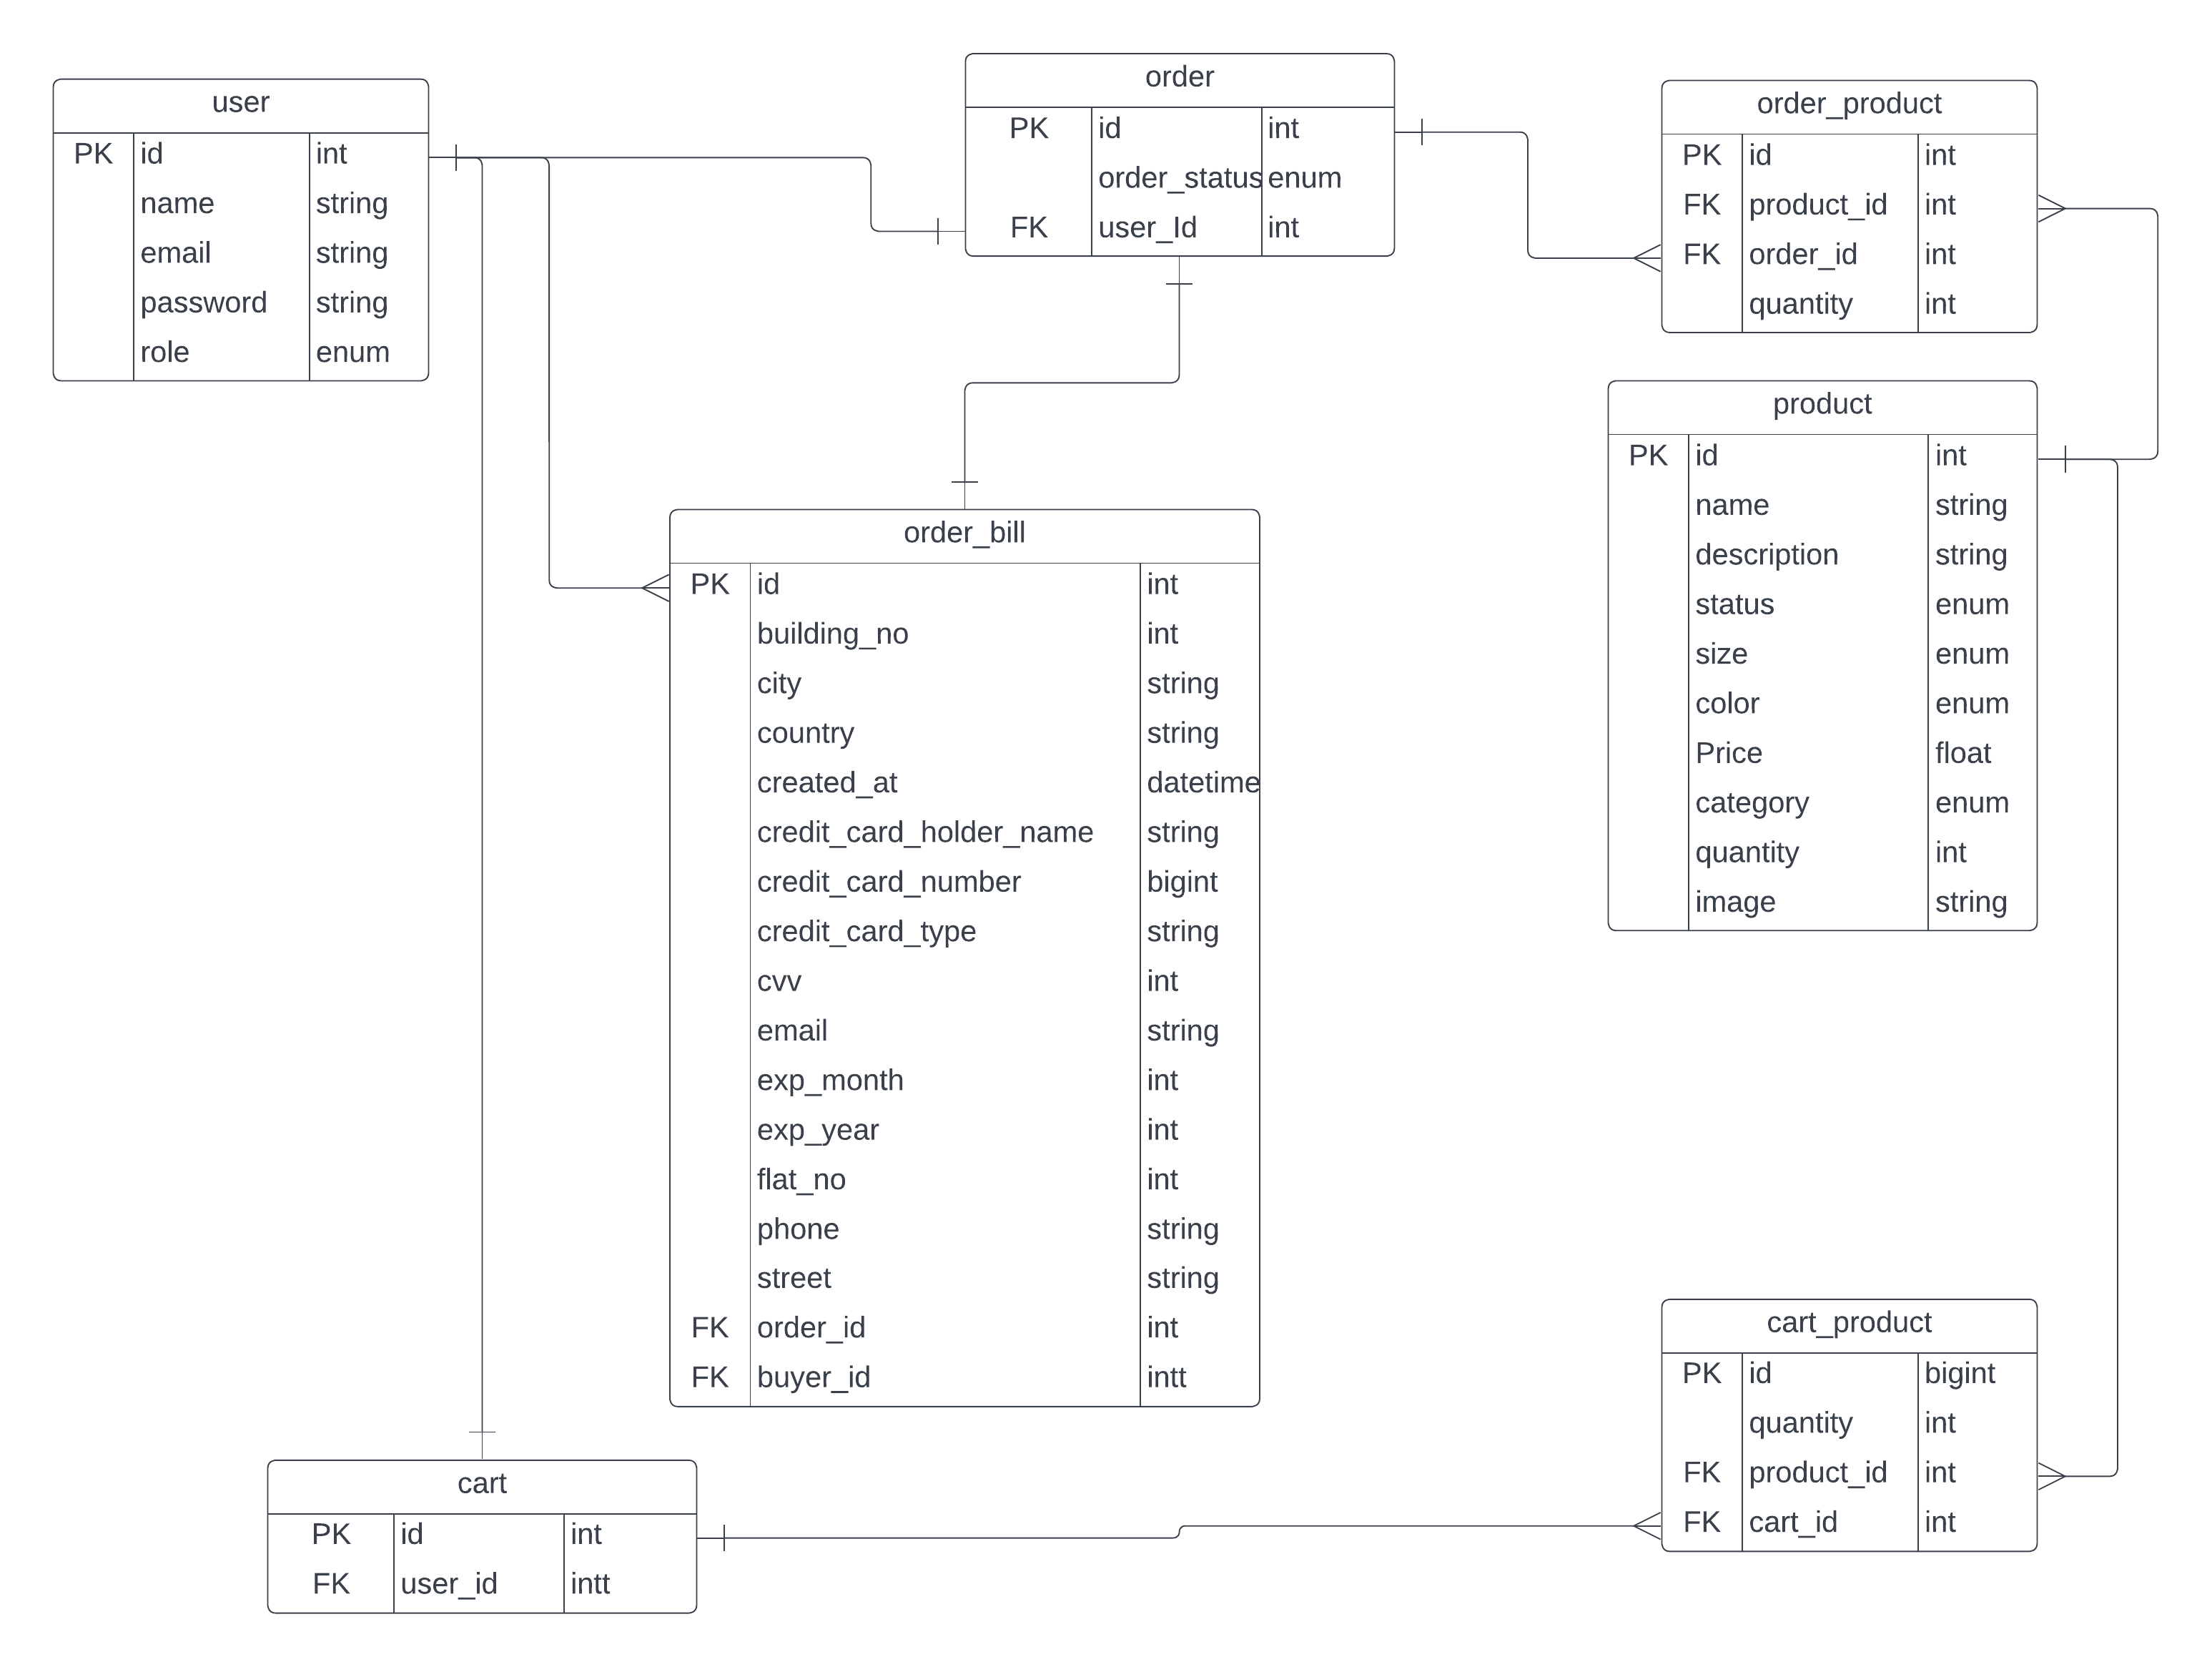 user
PK id int
name string
email string
password string
role enum
order
PK id int
order_status enum
FK user_Id int
order_product
PK id int
FK product_id int
FK order_id int
quantity int
product
PK id int
name string
description string
status enum
size enum
color enum
Price float
category enum
quantity int
image string
order_bill
PK id int
building_no int
city string
country string
created_at datetime
credit_card_holder_name string
credit_card_number bigint
credit_card_type string
cvv int
email string
exp_month int
exp_year int
flat_no int
phone string
street string
FK order_id int
FK buyer_id intt
cart
PK id int
FK user_id intt
cart_product
PK id bigint
quantity int
FK product_id int
FK cart_id int